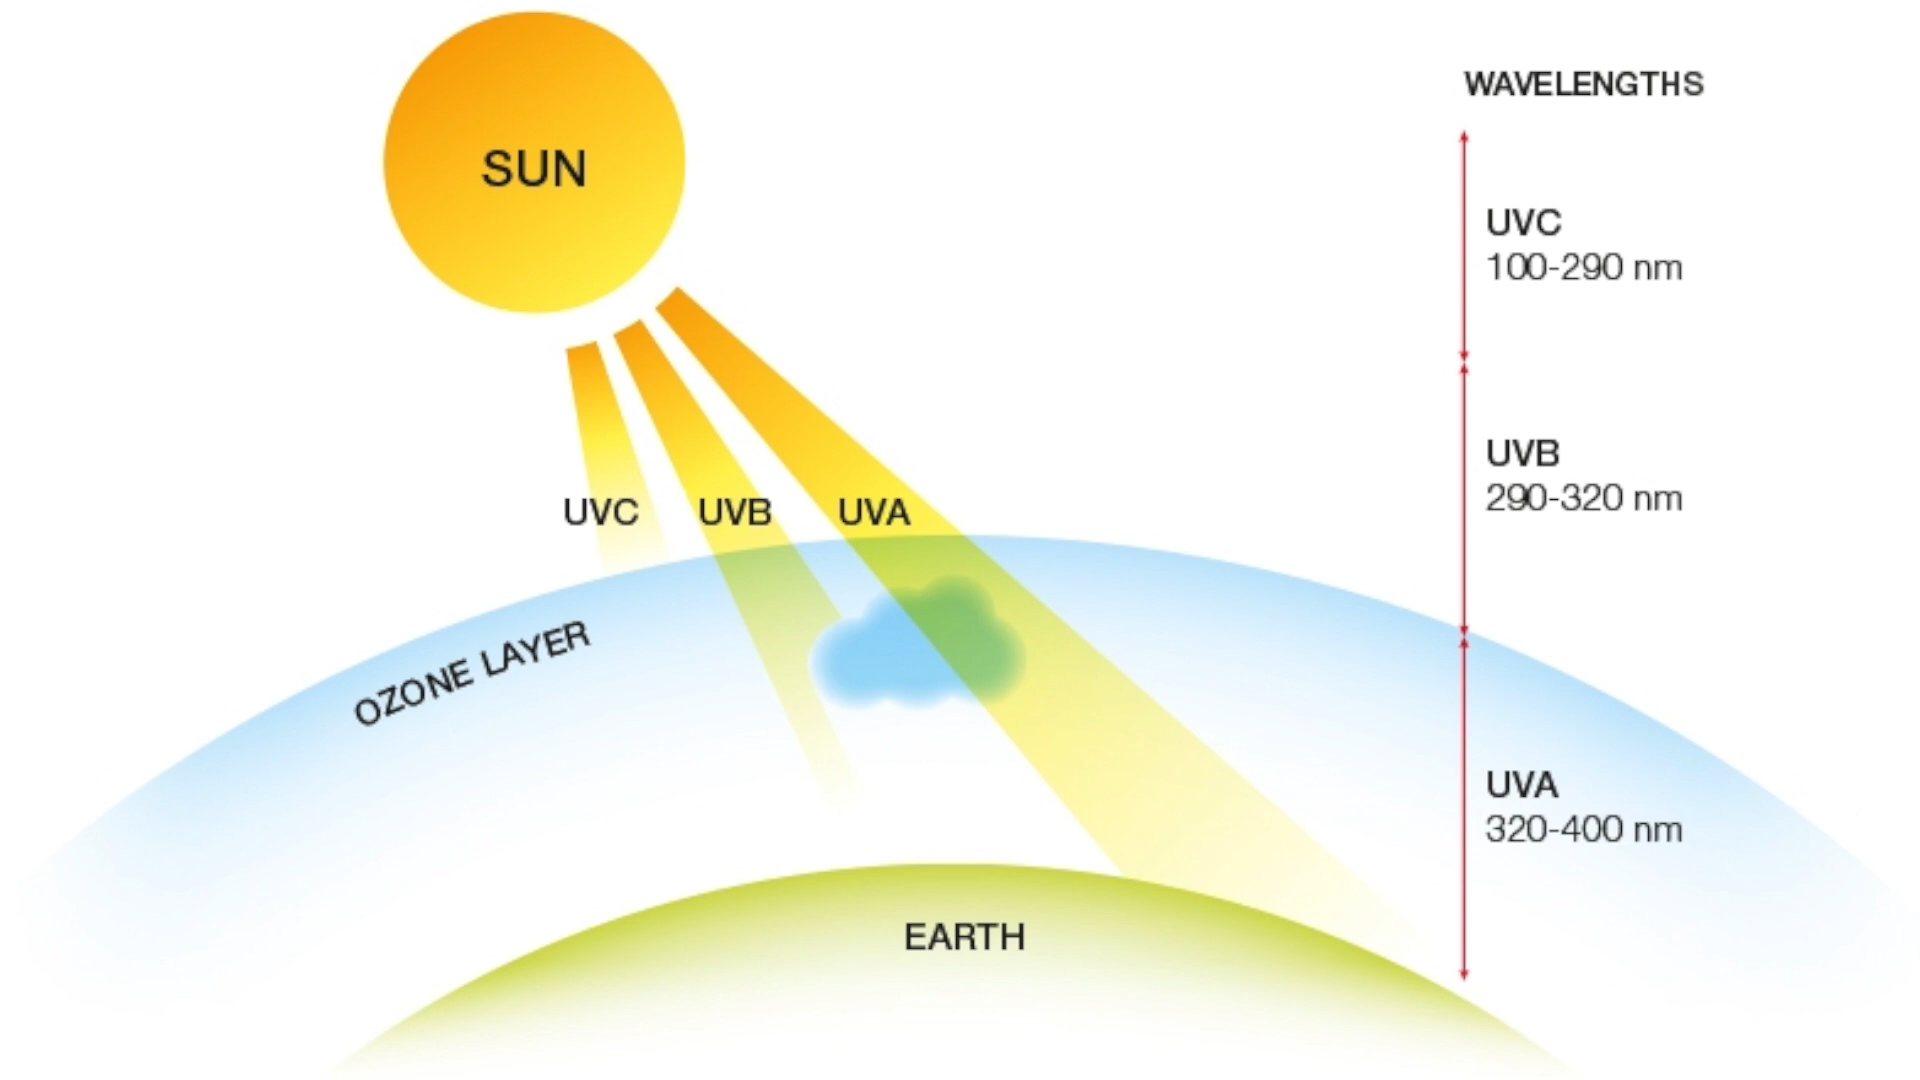 SUN
WAVELENGTHS
UVC
100-290 nm
UVB
290-320 nm
UVA
320-400 nm
UVC
UVB
UVA
OZONE LAYER
EARTH